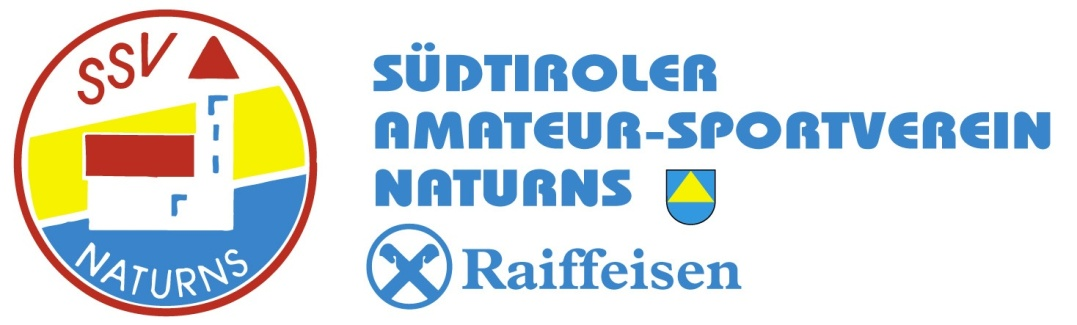 SSV
NATURNS
SÜDTIROLER
AMATEUR-SPORTVEREIN
NATURNS
Raiffeisen